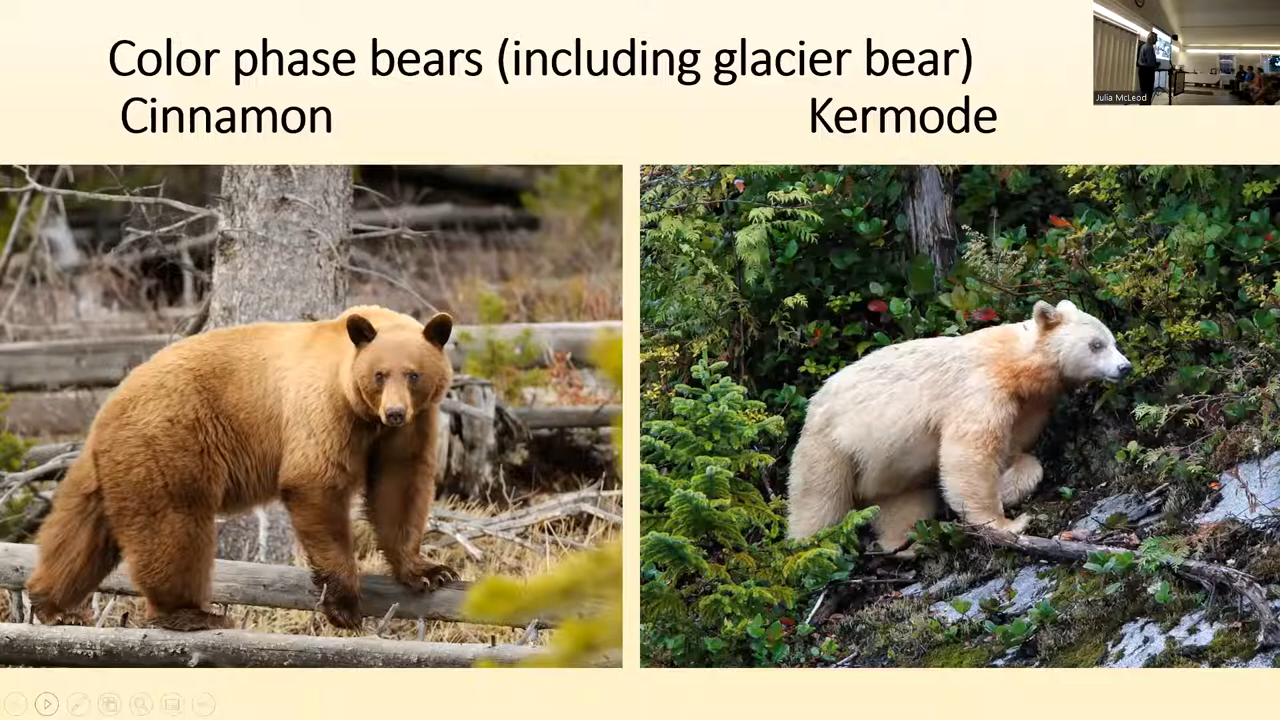 Color phase bears (including glacier bear)
Cinnamon Kermode
Julia McLeod